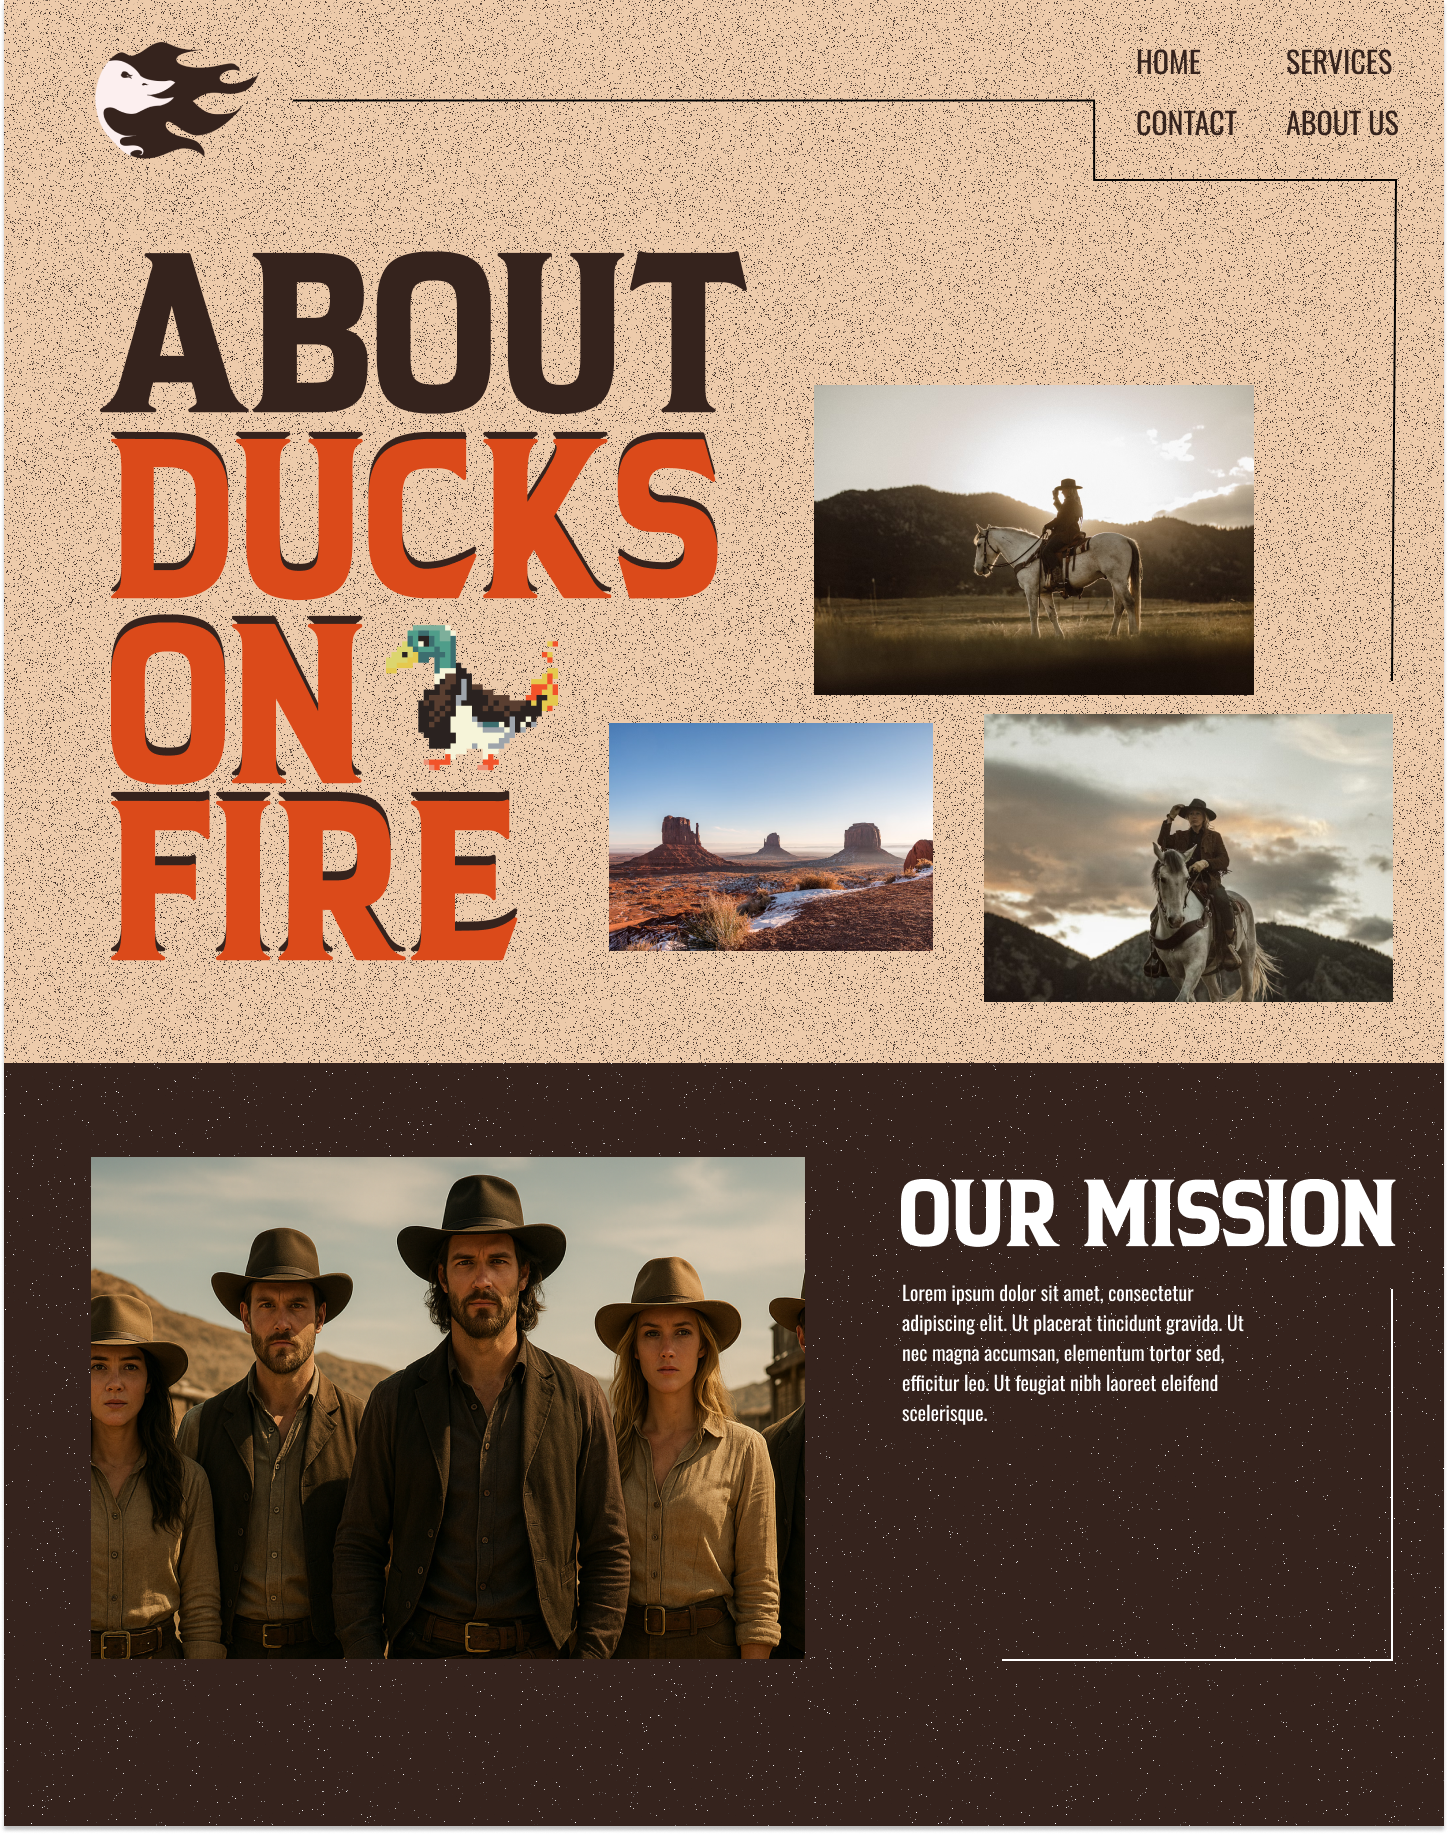 HOME SERVICES
CONTACT ABOUT US
ABOUT
DUCKS
ON
FIRE
OUR MISSION
Lorem ipsum dolor sit amet, consectetur
adipiscing elit. Ut placerat tincidunt gravida. Ut
nec magna accumsan, elementum tortor sed,
efficitur leo. Ut feugiat nibh laoreet eleifend
scelerisque.